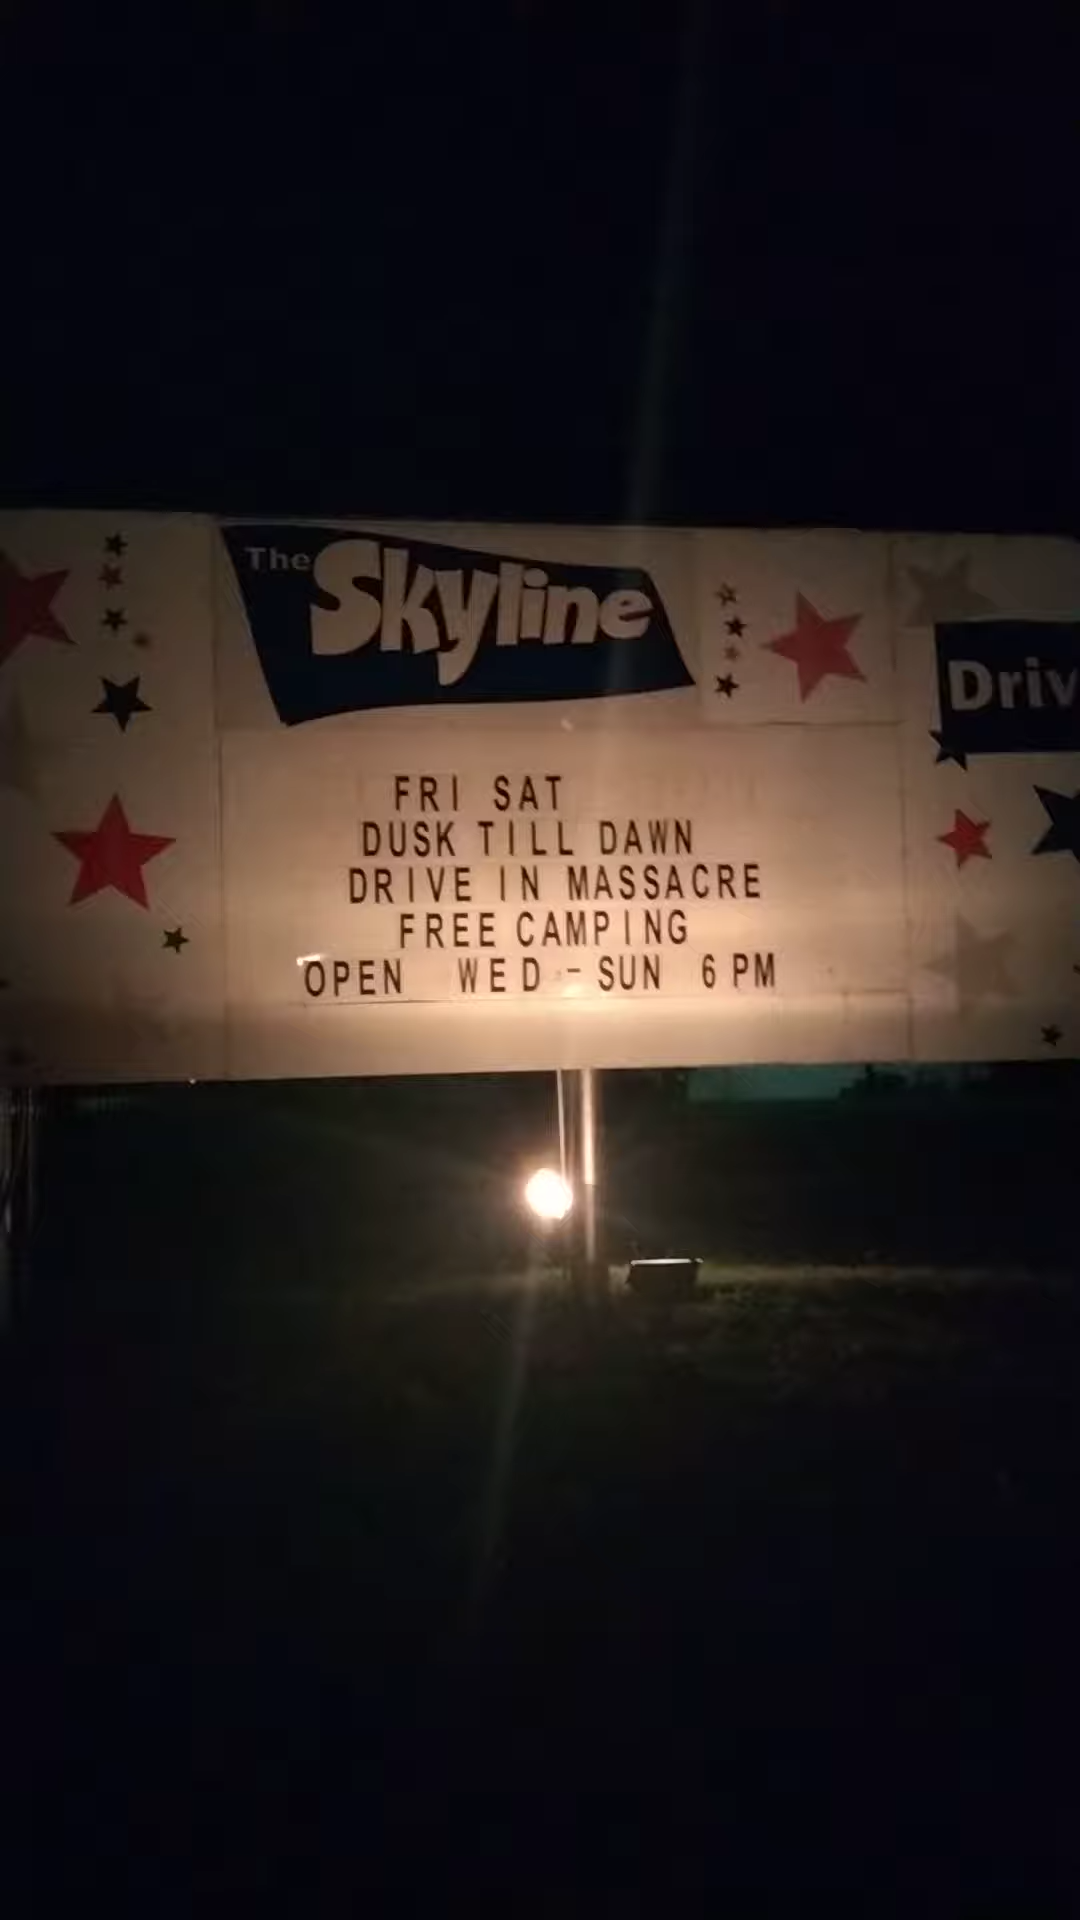 The Skyline
Driv
FRI SAT
DUSK TILL DAWN
DRIVE IN MASSACRE
FREE CAMPING
OPEN WED - SUN 6 PM